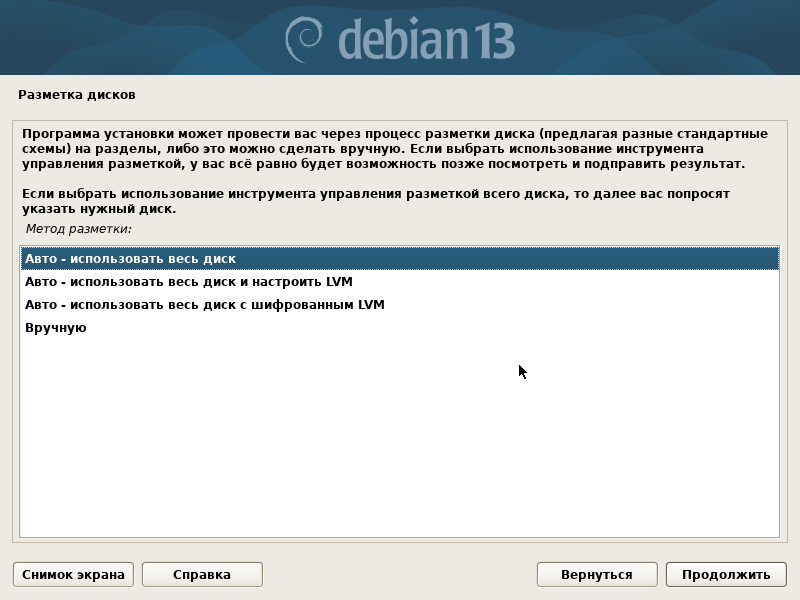 debian 13
Разметка дисков
Программа установки может провести вас через процесс разметки диска (предлагая разные стандартные
схемы) на разделы, либо это можно сделать вручную. Если выбрать использование инструмента
управления разметкой, у вас всё равно будет возможность позже посмотреть и подправить результат.
Если выбрать использование инструмента управления разметкой всего диска, то далее вас попросят
указать нужный диск.
Метод разметки:
Авто - использовать весь диск
Авто - использовать весь диск и настроить LVM
Авто - использовать весь диск с шифрованным LVM
Вручную
Снимок экрана Справка Вернуться Продолжить